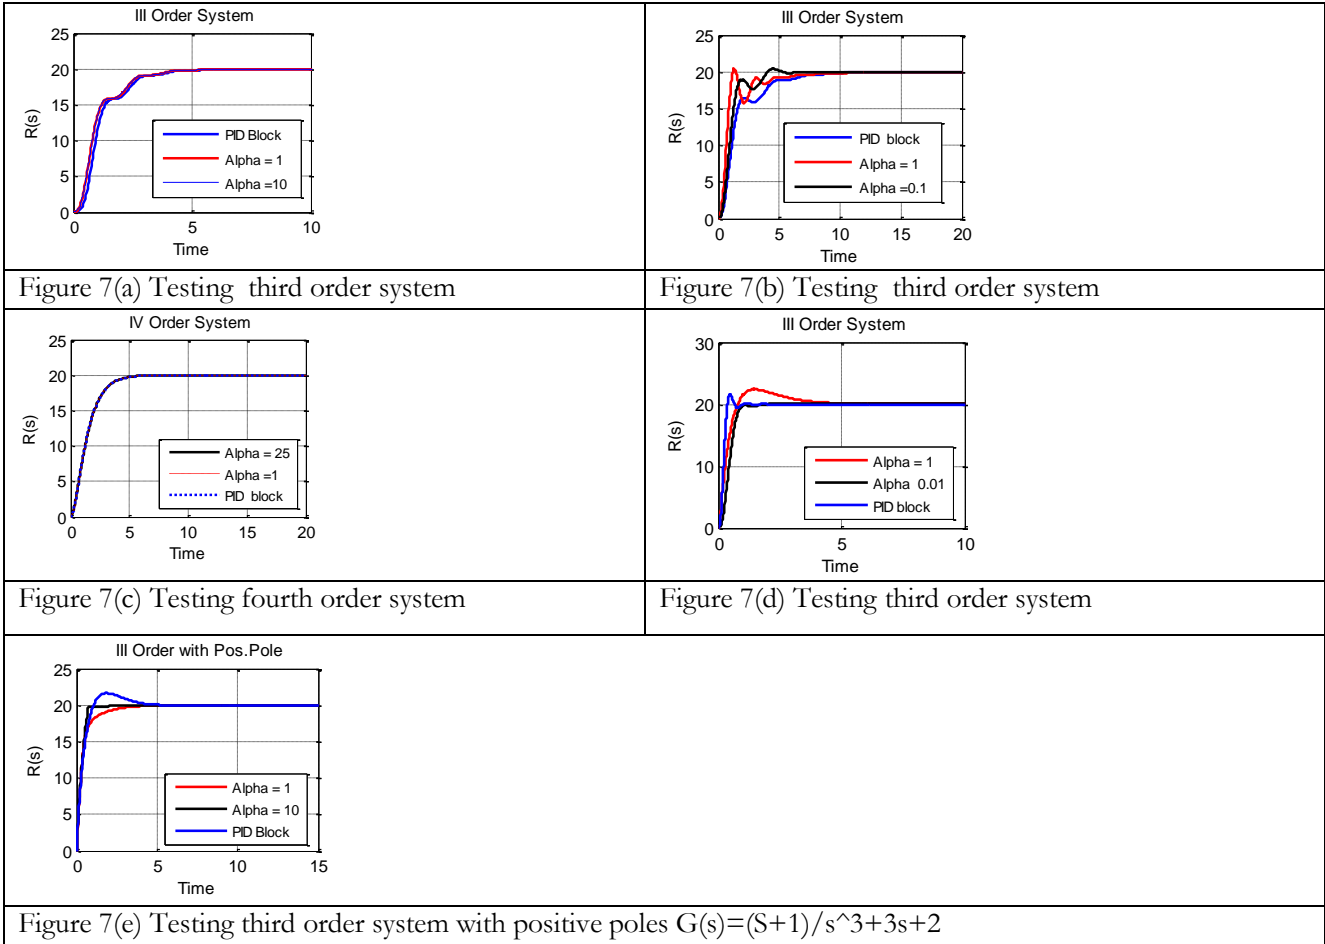 III Order System
25
20
15
10
5
0
R(s)
PID Block
Alpha = 1
Alpha =10
0 5 10
Time
Figure 7(a) Testing third order system
III Order System
25
20
15
10
5
0
R(s)
PID block
Alpha = 1
Alpha =0.1
0 5 10 15 20
Time
Figure 7(b) Testing third order system
IV Order System
25
20
15
10
5
0
R(s)
Alpha = 25
Alpha =1
PID block
0 5 10 15 20
Time
Figure 7(c) Testing fourth order system
III Order System
30
20
10
0
R(s)
Alpha = 1
Alpha 0.01
PID block
0 5 10
Time
Figure 7(d) Testing third order system
III Order with Pos.Pole
25
20
15
10
5
0
R(s)
Alpha = 1
Alpha = 10
PID Block
0 5 10 15
Time
Figure 7(e) Testing third order system with positive poles G(s)=(S+1)/s^3+3s+2